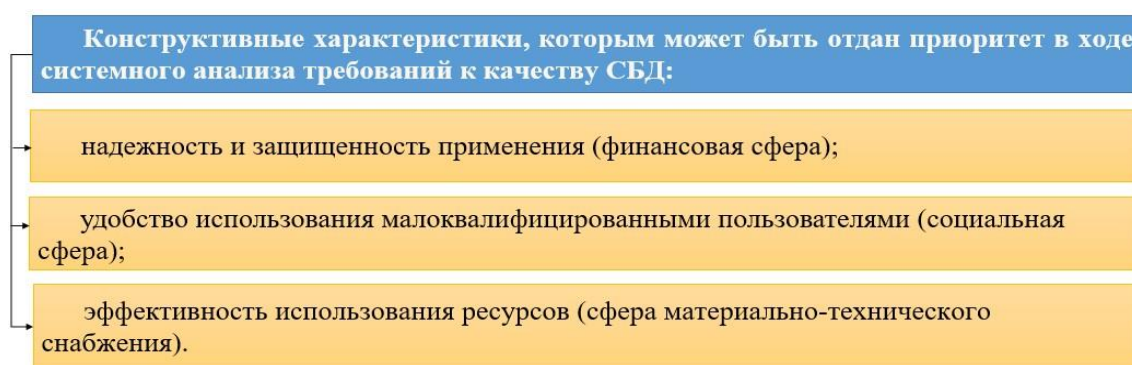 Конструктивные характеристики, которым может быть отдан приоритет в ходе
системного анализа требований к качеству СБД:
надежность и защищенность применения (финансовая сфера);
удобство использования малоквалифицированными пользователями (социальная
сфера);
эффективность использования ресурсов (сфера материально-технического
снабжения).